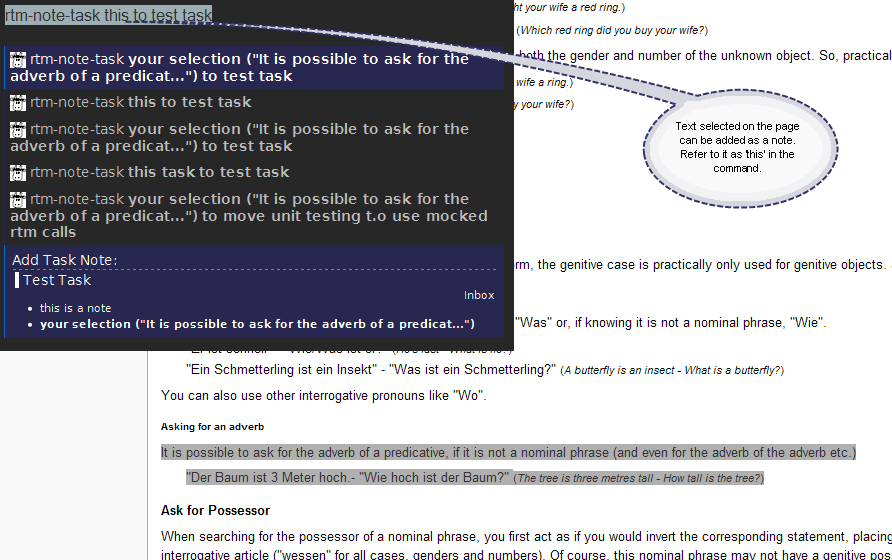 rtm-note-task this to test task
rtm-note-task your selection ("It is possible to ask for the
adverb of a predicat...") to test task
rtm-note-task this to test task
rtm-note-task your selection ("It is possible to ask for the
adverb of a predicat...") to test task
rtm-note-task this task to test task
rtm-note-task your selection ("It is possible to ask for the
adverb of a predicat...") to move unit testing t.o use mocked
rtm calls
Add Task Note:
Test Task
Inbox
• this is a note
• your selection ("It is possible to ask for the adverb of a predicat...")
ht your wife a red ring.)
(Which red ring did you buy your wife?)
both the gender and number of the unknown object. So, practical
wife a ring.)
y your wife?)
Text selected on the page
can be added as a note.
Refer to it as 'this' in the
command.
rm, the genitive case is practically only used for genitive objects.
"Was" or, if knowing it is not a nominal phrase, "Wie".
"Ein Schmetterling ist ein Insekt" - "Was ist ein Schmetterling?" (A butterfly is an insect - What is a butterfly?)
You can also use other interrogative pronouns like "Wo".
Asking for an adverb
It is possible to ask for the adverb of a predicative, if it is not a nominal phrase (and even for the adverb of the adverb etc.)
"Der Baum ist 3 Meter hoch.- "Wie hoch ist der Baum?" (The tree is three metres tall - How tall is the tree?)
Ask for Possessor
When searching for the possessor of a nominal phrase, you first act as if you would invert the corresponding statement, placing
interrogative article ("wessen" for all cases, genders and numbers). Of course, this nominal phrase may not have a genitive pos